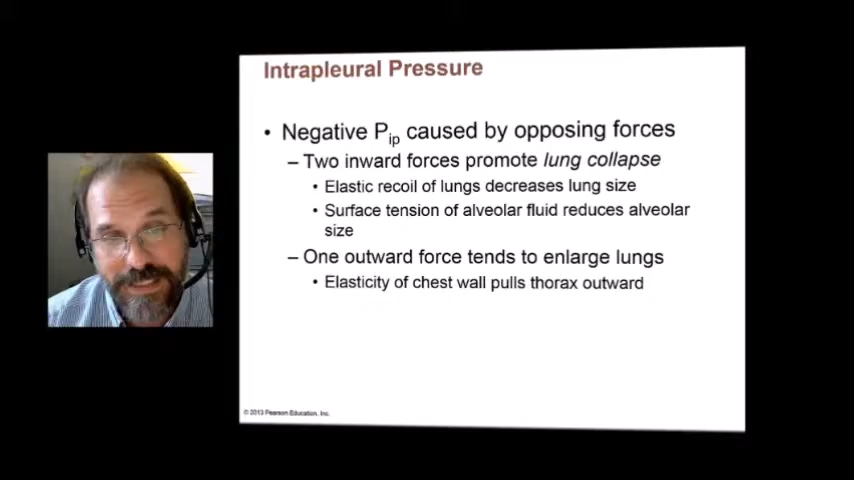 Intrapleural Pressure
• Negative Pip caused by opposing forces
– Two inward forces promote lung collapse
• Elastic recoil of lungs decreases lung size
• Surface tension of alveolar fluid reduces alveolar
size
– One outward force tends to enlarge lungs
• Elasticity of chest wall pulls thorax outward
© 2013 Pearson Education, Inc.